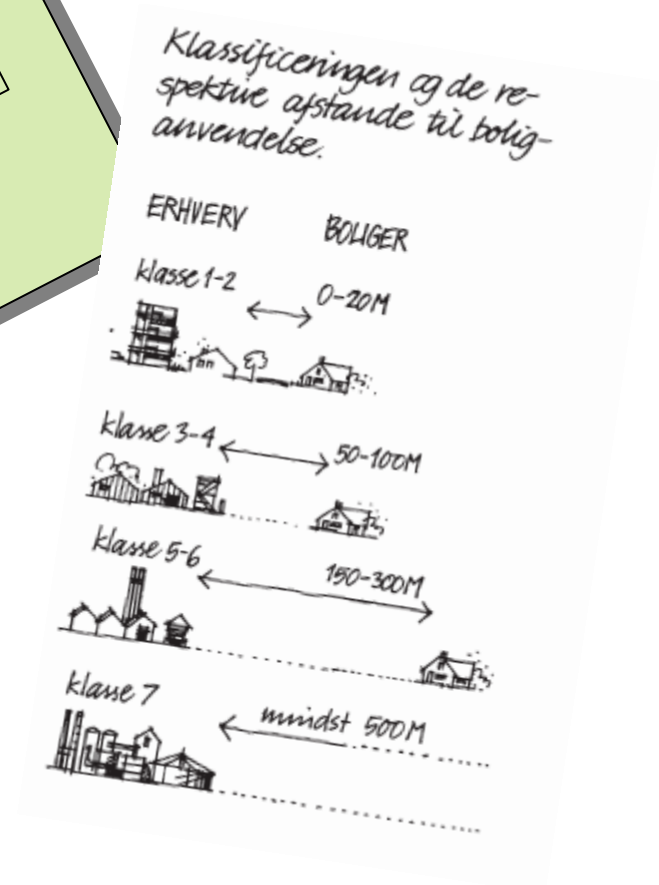 Klassificeringen og de re-
spektive afstande til bolig-
anvendelse.
ERHVERV BOLIGER
klasse 1-2 0-20M
klasse 3-4 50-100M
klasse 5-6 150-300M
klasse 7 mindst 500M